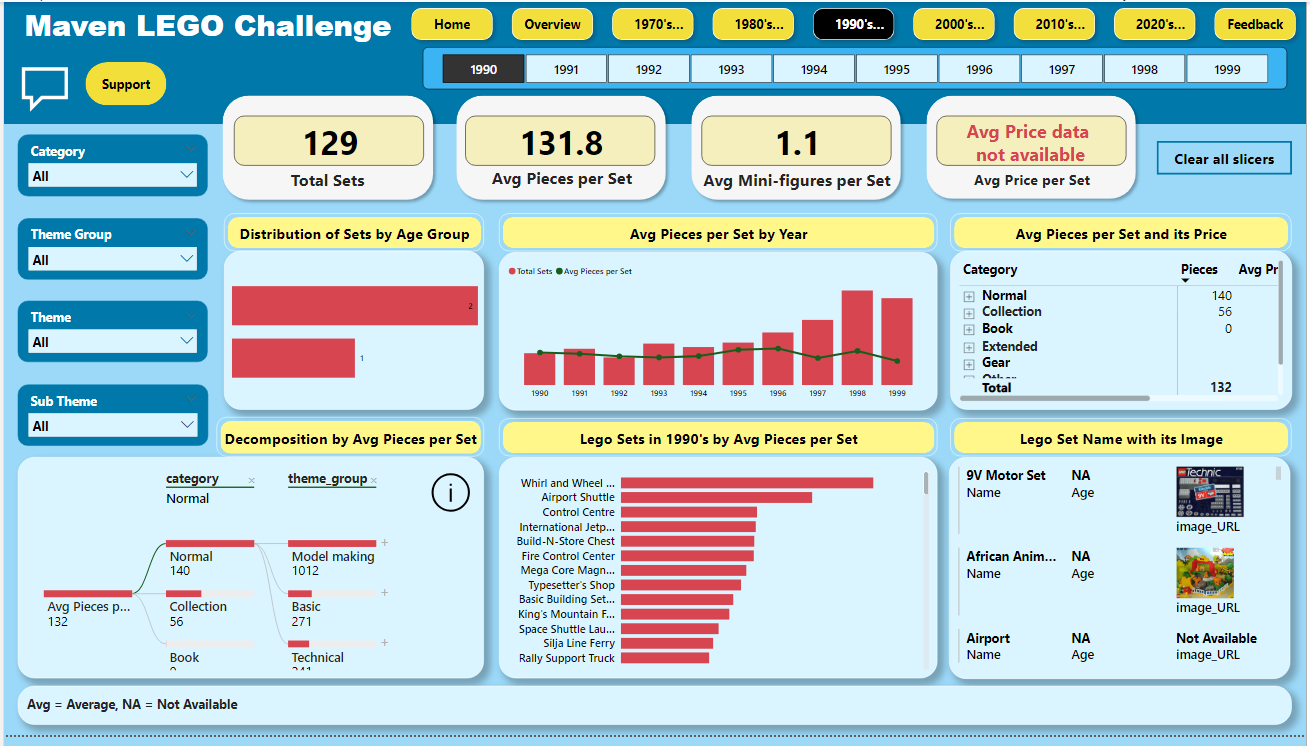 Maven LEGO Challenge
Home
Overview
1970's...
1980's...
1990's...
2000's...
2010's...
2020's...
Feedback
1990
1991
1992
1993
1994
1995
1996
1997
1998
1999
Support
129
Total Sets
131.8
Avg Pieces per Set
1.1
Avg Mini-figures per Set
Avg Price data
not available
Avg Price per Set
Clear all slicers
Category
All
Theme Group
All
Theme
All
Sub Theme
All
Distribution of Sets by Age Group
2
1
Avg Pieces per Set by Year
Total Sets Avg Pieces per Set
1990 1991 1992 1993 1994 1995 1996 1997 1998 1999
Avg Pieces per Set and its Price
Category Pieces Avg Pr
Normal 140
Collection 56
Book 0
Extended
Gear
Other
Total 132
Decomposition by Avg Pieces per Set
category
Normal
theme_group
Avg Pieces p...
132
Normal
140
Collection
56
Book
0
Model making
1012
Basic
271
Technical
241
Lego Sets in 1990's by Avg Pieces per Set
Whirl and Wheel ...
Airport Shuttle
Control Centre
International Jetp...
Build-N-Store Chest
Fire Control Center
Mega Core Magn...
Typesetter's Shop
Basic Building Set...
King's Mountain F...
Space Shuttle Lau...
Silja Line Ferry
Rally Support Truck
Lego Set Name with its Image
9V Motor Set
Name
NA
Age
Technic
9V
image_URL
African Anim...
Name
NA
Age
image_URL
Airport
Name
NA
Age
Not Available
image_URL
Avg = Average, NA = Not Available